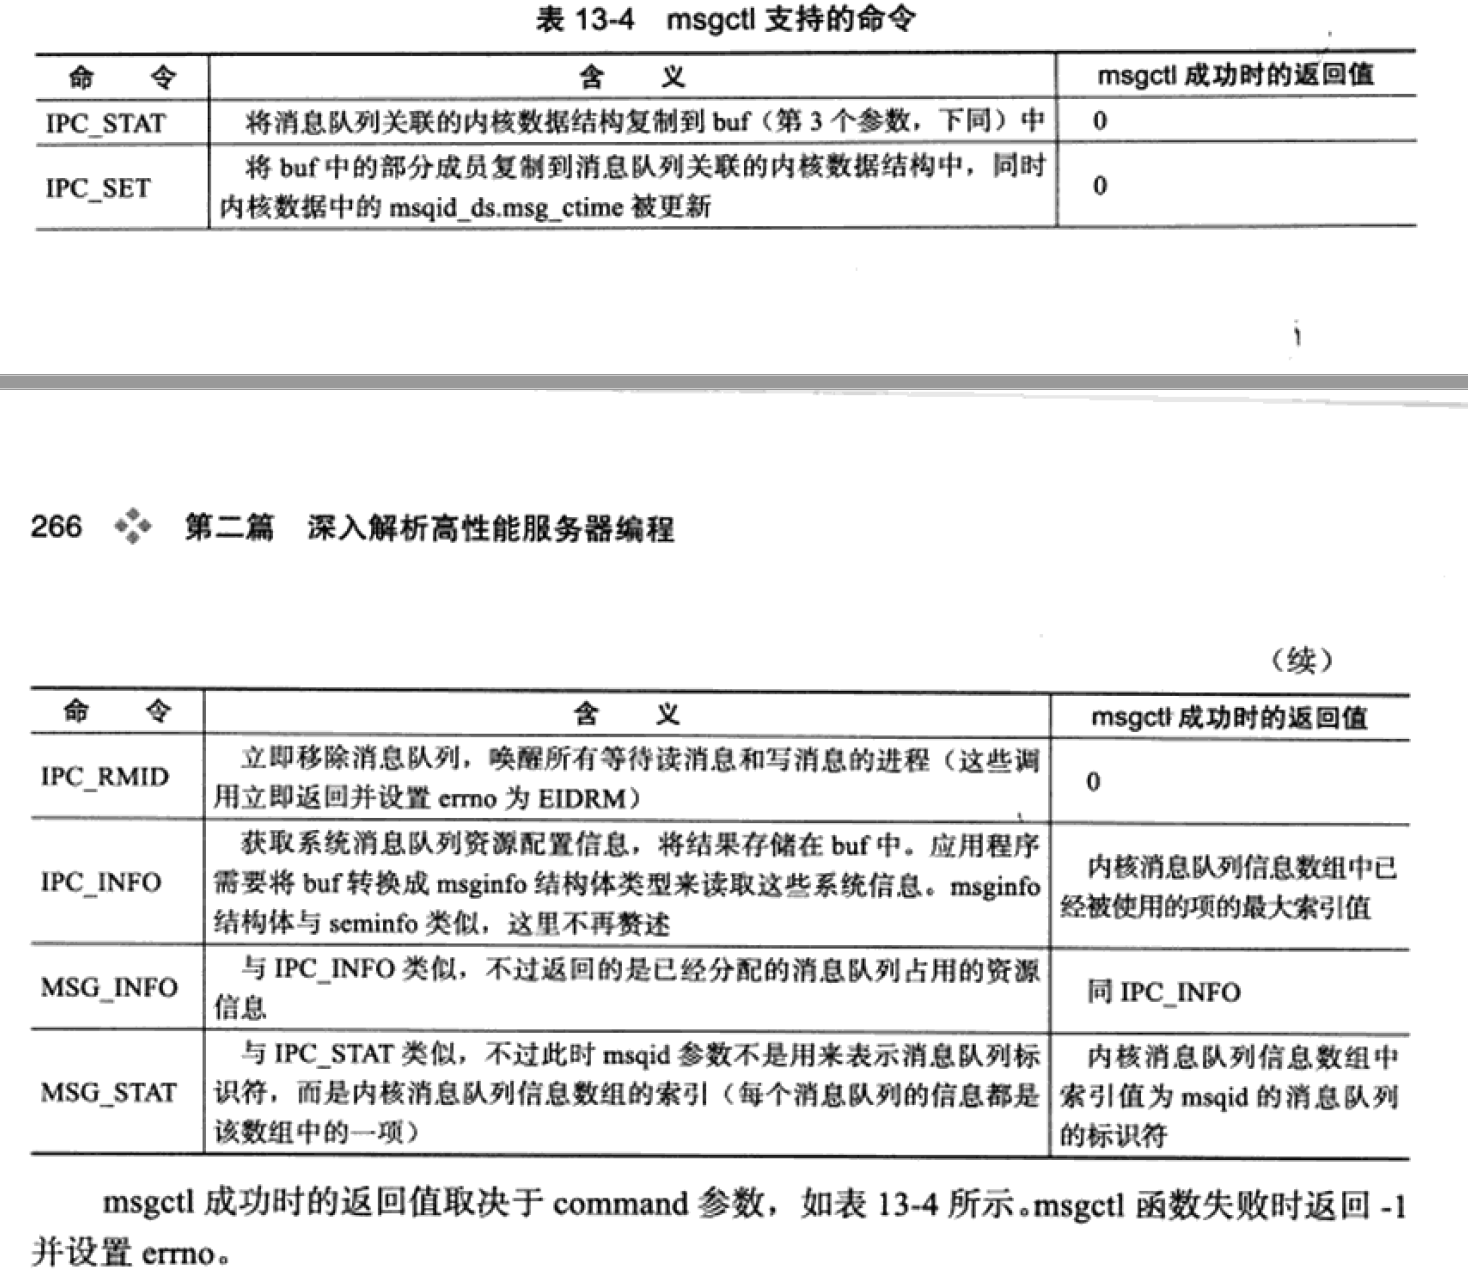 表 13-4 msgctl 支持的命令
命 令 含 义 msgctl 成功时的返回值
IPC_STAT 将消息队列关联的内核数据结构复制到 buf（第 3 个参数，下同）中 0
IPC_SET 将 buf 中的部分成员复制到消息队列关联的内核数据结构中，同时
内核数据中的 msqid_ds.msg_ctime 被更新 0
266 第二篇 深入解析高性能服务器编程
（续）
命 令 含 义 msgctl 成功时的返回值
IPC_RMID 立即移除消息队列，唤醒所有等待读消息和写消息的进程（这些调
用立即返回并设置 errno 为 EIDRM） 0
IPC_INFO 获取系统消息队列资源配置信息，将结果存储在 buf 中。应用程序
需要将 buf 转换成 msginfo 结构体类型来读取这些系统信息。msginfo
结构体与 seminfo 类似，这里不再赘述
内核消息队列信息数组中已
经被使用的项的最大索引值
MSG_INFO 与 IPC_INFO 类似，不过返回的是已经分配的消息队列占用的资源
信息
同 IPC_INFO
MSG_STAT 与 IPC_STAT 类似，不过此时 msqid 参数不是用来表示消息队列标
识符，而是内核消息队列信息数组的索引（每个消息队列的信息都是
该数组中的一项）
内核消息队列信息数组中
索引值为 msqid 的消息队列
的标识符
msgctl 成功时的返回值取决于 command 参数，如表 13-4 所示。msgctl 函数失败时返回 -1
并设置 errno。